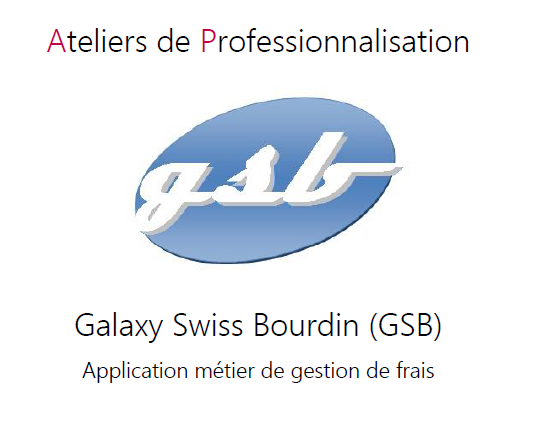 Ateliers de Professionnalisation
gsb
Galaxy Swiss Bourdin (GSB)
Application métier de gestion de frais